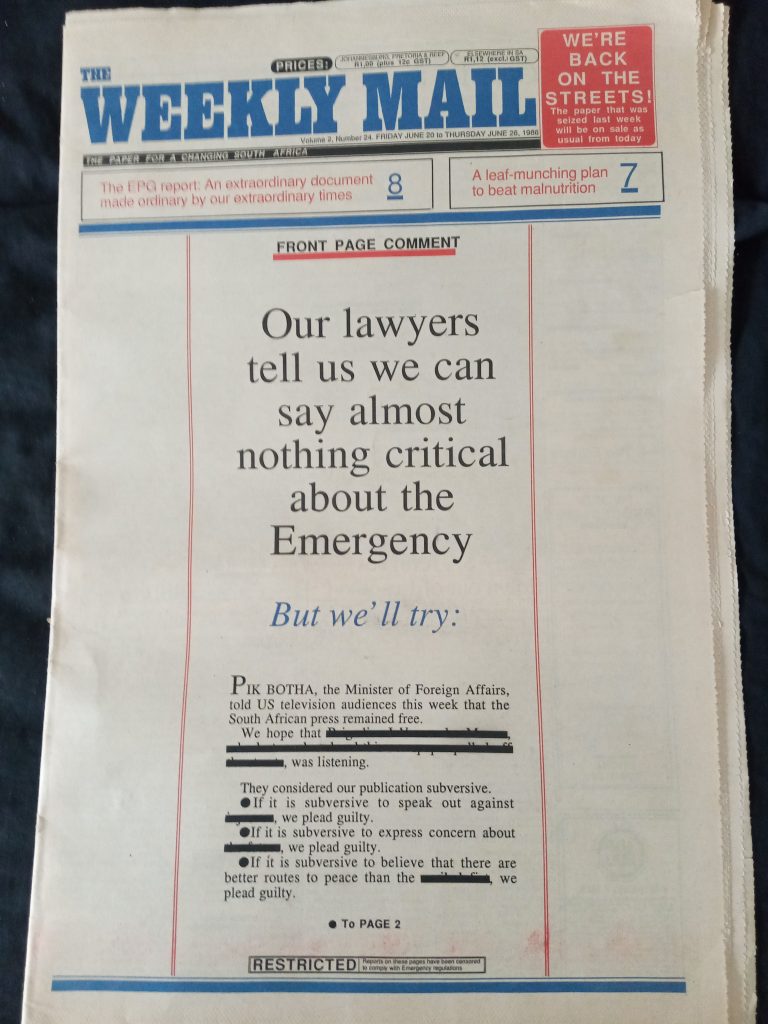 THE
WEEKLY MAIL
PRICES:
JOHANNESBURG, PRETORIA & REEF
R1,00 (plus 12c GST)
ELSEWHERE IN SA
R1,12 (excl. GST)
Volume 2, Number 24. FRIDAY JUNE 20 to THURSDAY JUNE 26, 1986
THE PAPER FOR A CHANGING SOUTH AFRICA
WE'RE
BACK
ON THE
STREETS!
The paper that was
seized last week
will be on sale as
usual from today
The EPG report: An extraordinary document
made ordinary by our extraordinary times
8
A leaf-munching plan
to beat malnutrition
7
FRONT PAGE COMMENT
Our lawyers
tell us we can
say almost
nothing critical
about the
Emergency
But we'll try:
PIK BOTHA, the Minister of Foreign Affairs,
told US television audiences this week that the
South African press remained free.
We hope that
, was listening.
They considered our publication subversive.
●If it is subversive to speak out against
, we plead guilty.
●If it is subversive to express concern about
, we plead guilty.
●If it is subversive to believe that there are
better routes to peace than the , we
plead guilty.
● To PAGE 2
RESTRICTED
Reports on these pages have been censored
to comply with Emergency regulations